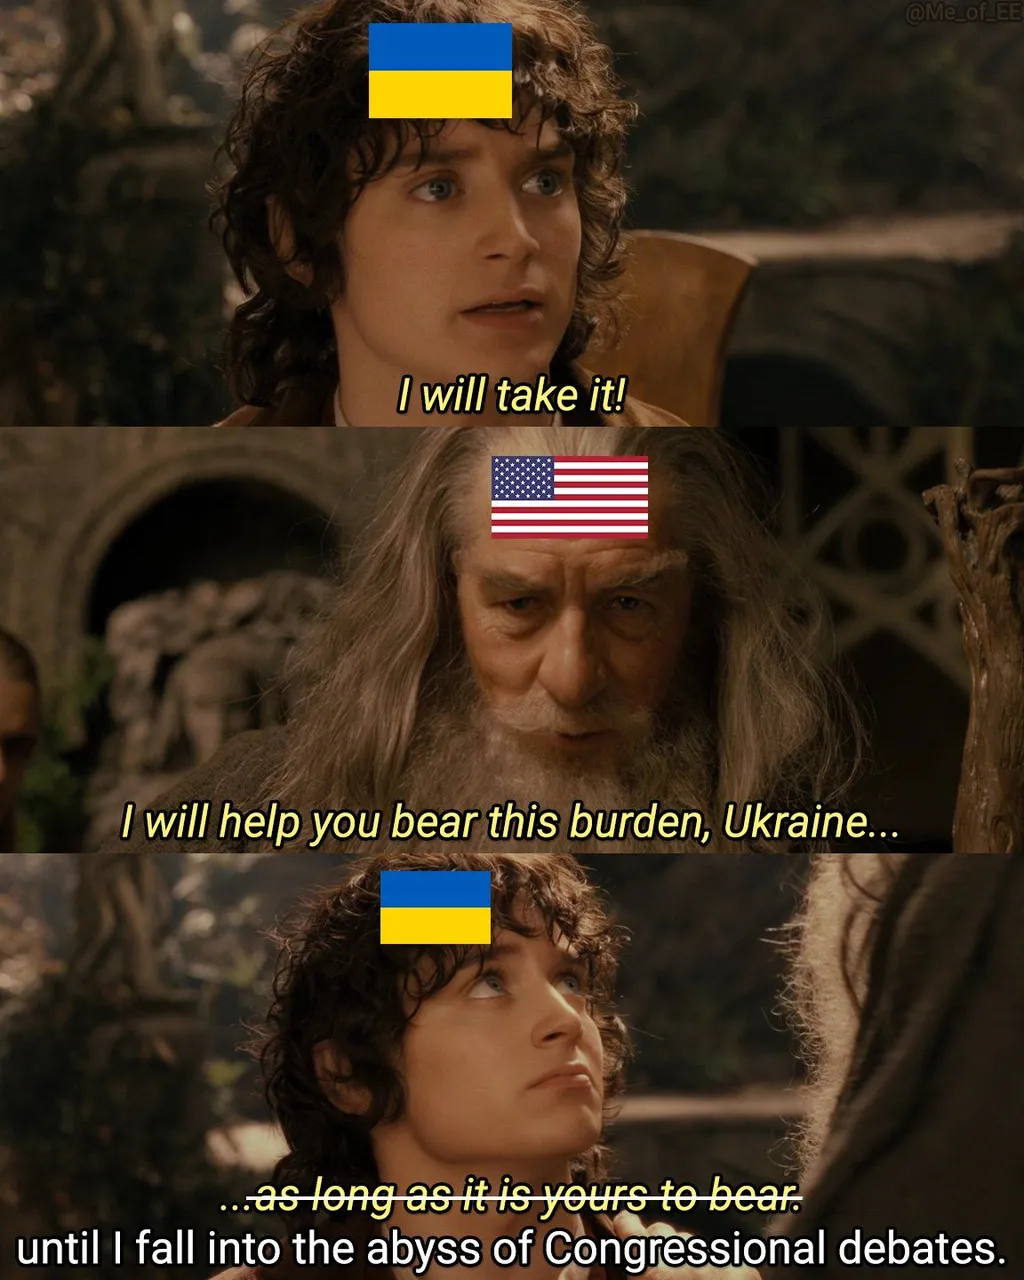 @Me_of_EE
I will take it!
I will help you bear this burden, Ukraine...
...as long as it is yours to bear.
until I fall into the abyss of Congressional debates.